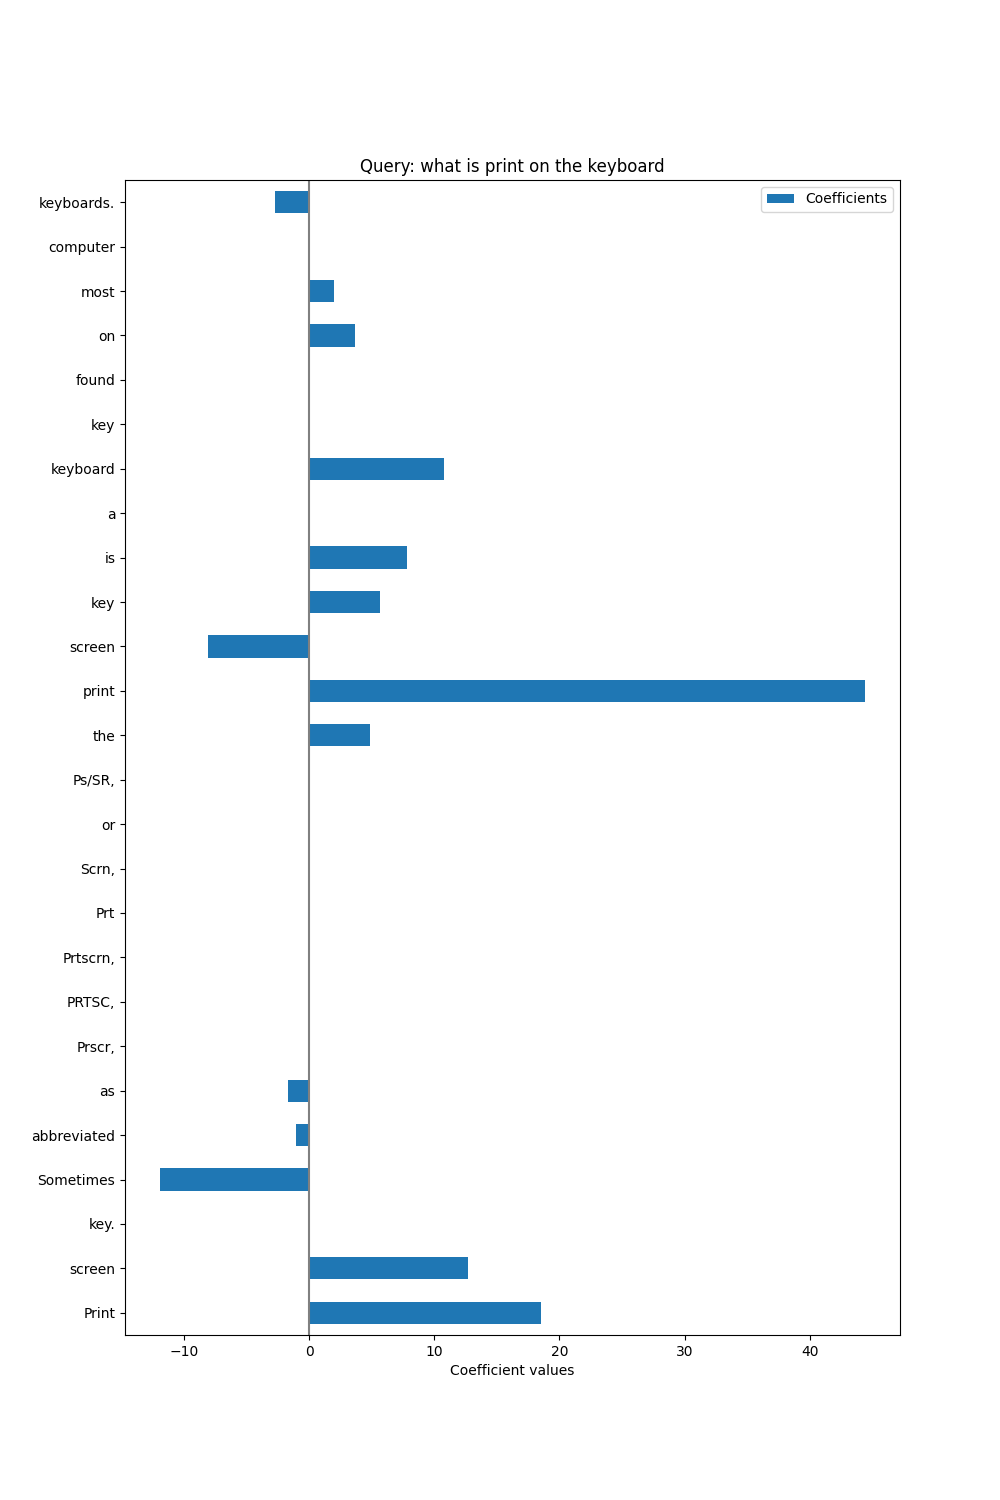 Query: what is print on the keyboard
Coefficients
keyboards.
computer
most
on
found
key
keyboard
a
is
key
screen
print
the
Ps/SR,
or
Scrn,
Prt
Prtscrn,
PRTSC,
Prscr,
as
abbreviated
Sometimes
key.
screen
Print
−10 0 10 20 30 40
Coefficient values